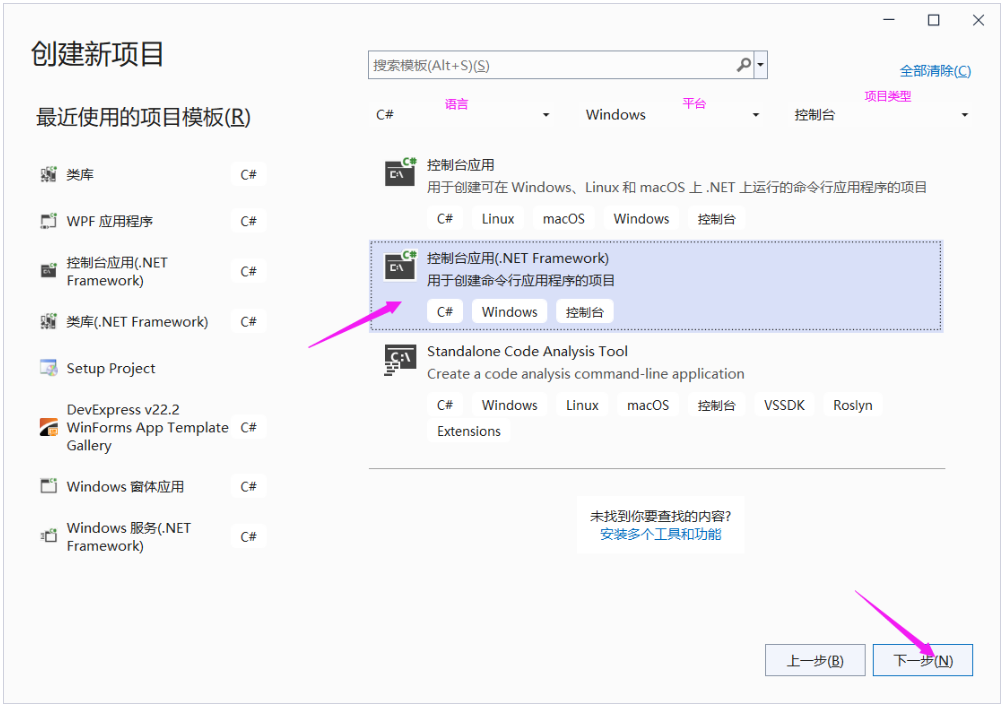 创建新项目
搜索模板(Alt+S)(S)
全部清除(C)
语言
平台
项目类型
C#
Windows
控制台
最近使用的项目模板(R)
类库
C#
WPF 应用程序
C#
控制台应用(.NET
Framework)
C#
类库(.NET Framework)
C#
Setup Project
DevExpress v22.2
WinForms App Template
Gallery
C#
Windows 窗体应用
C#
Windows 服务(.NET
Framework)
C#
控制台应用
用于创建可在 Windows、Linux 和 macOS 上 .NET 上运行的命令行应用程序的项目
C# Linux macOS Windows 控制台
控制台应用(.NET Framework)
用于创建命令行应用程序的项目
C# Windows 控制台
Standalone Code Analysis Tool
Create a code analysis command-line application
C# Windows Linux macOS 控制台 VSSDK Roslyn
Extensions
未找到你要查找的内容?
安装多个工具和功能
上一步(B)
下一步(N)